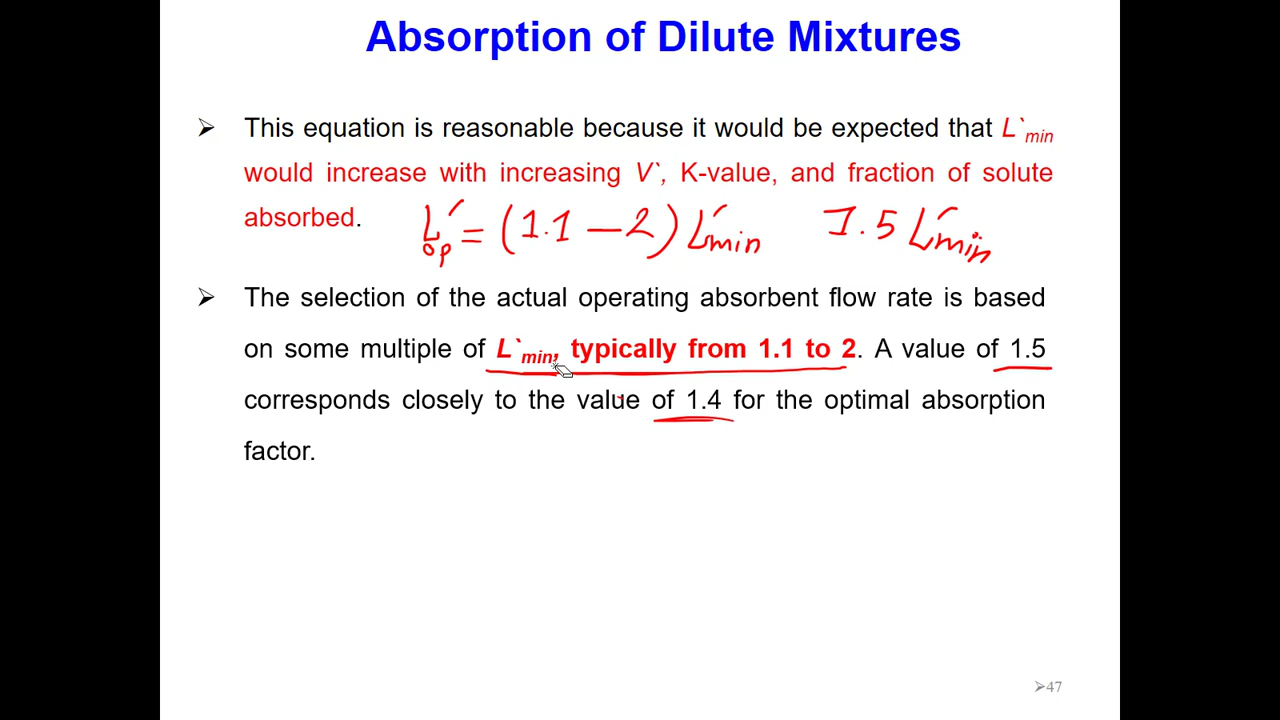 Absorption of Dilute Mixtures
➢ This equation is reasonable because it would be expected that L`min
would increase with increasing V`, K-value, and fraction of solute
absorbed.
L′op = (1.1 – 2) L′min 1.5 L′min
➢ The selection of the actual operating absorbent flow rate is based
on some multiple of L`min, typically from 1.1 to 2. A value of 1.5
corresponds closely to the value of 1.4 for the optimal absorption
factor.
➢47